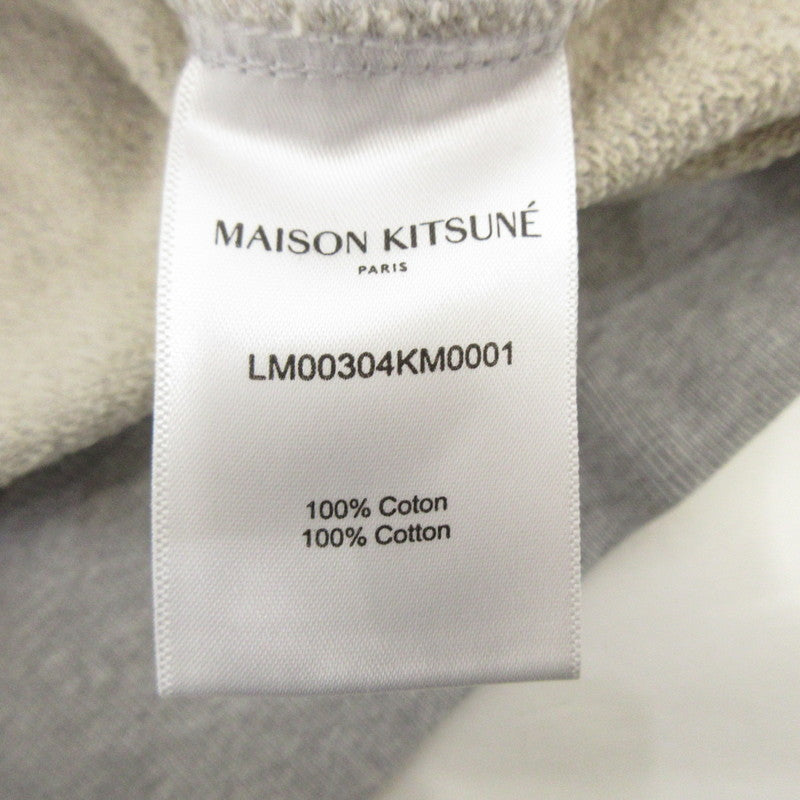 MAISON KITSUNÉ
PARIS
LM00304KM0001
100% Coton
100% Cotton